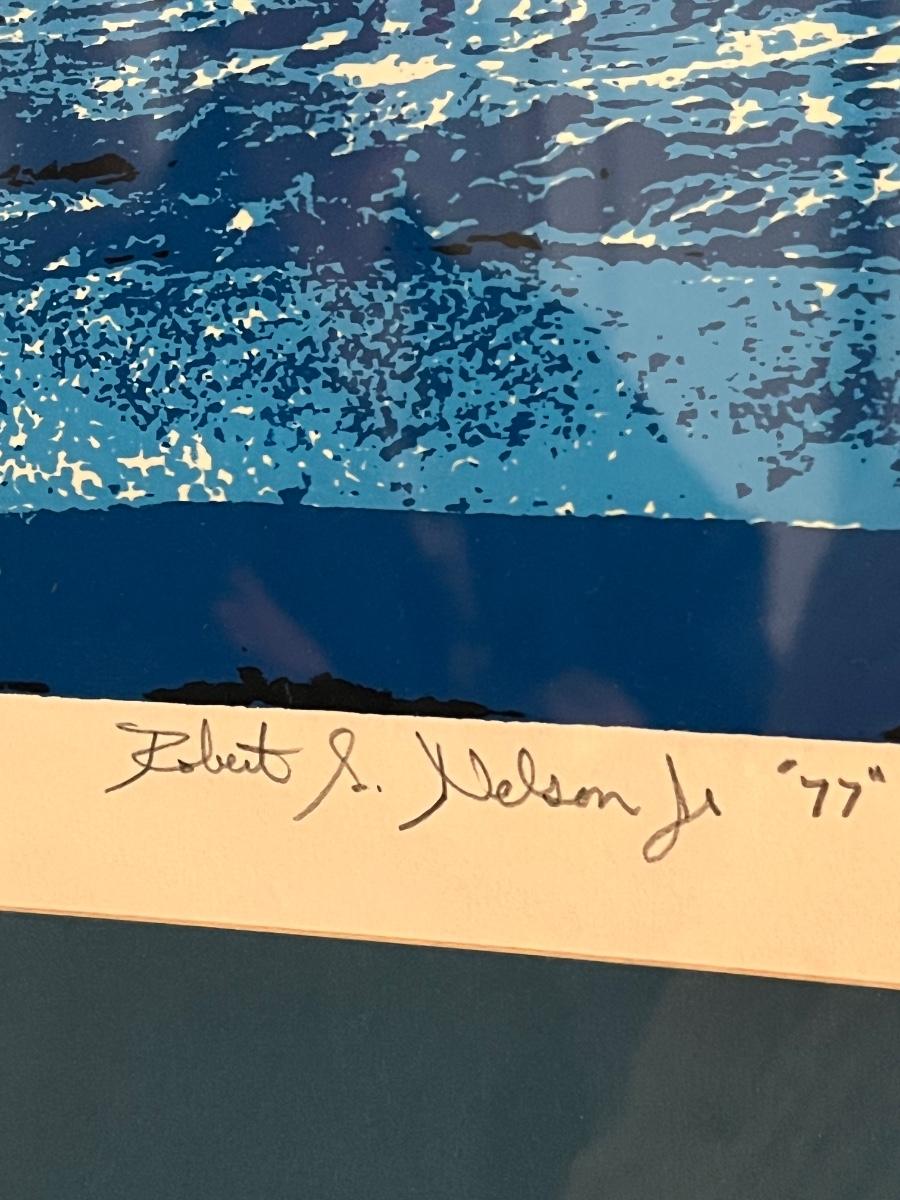 Robert S. Nelson Jr "77"